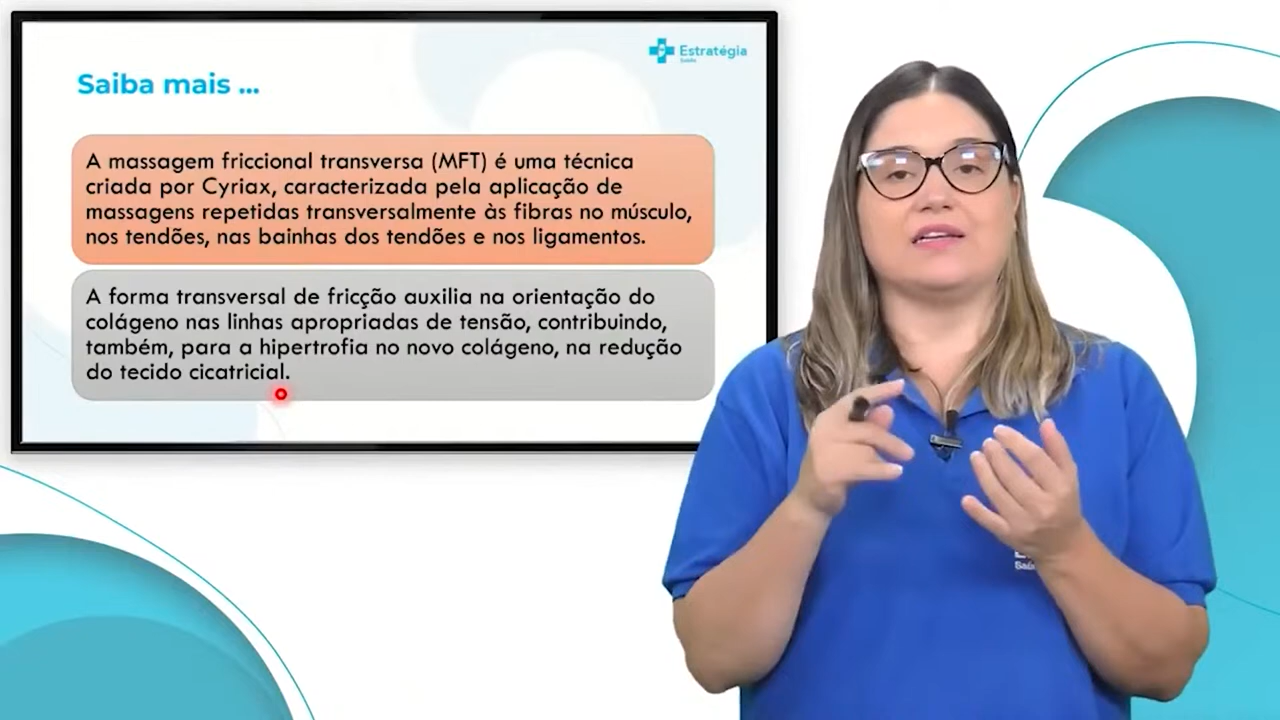 Estratégia
Saúde
Saiba mais ...
A massagem friccional transversa (MFT) é uma técnica
criada por Cyriax, caracterizada pela aplicação de
massagens repetidas transversalmente às fibras no músculo,
nos tendões, nas bainhas dos tendões e nos ligamentos.
A forma transversal de fricção auxilia na orientação do
colágeno nas linhas apropriadas de tensão, contribuindo,
também, para a hipertrofia no novo colágeno, na redução
do tecido cicatricial.